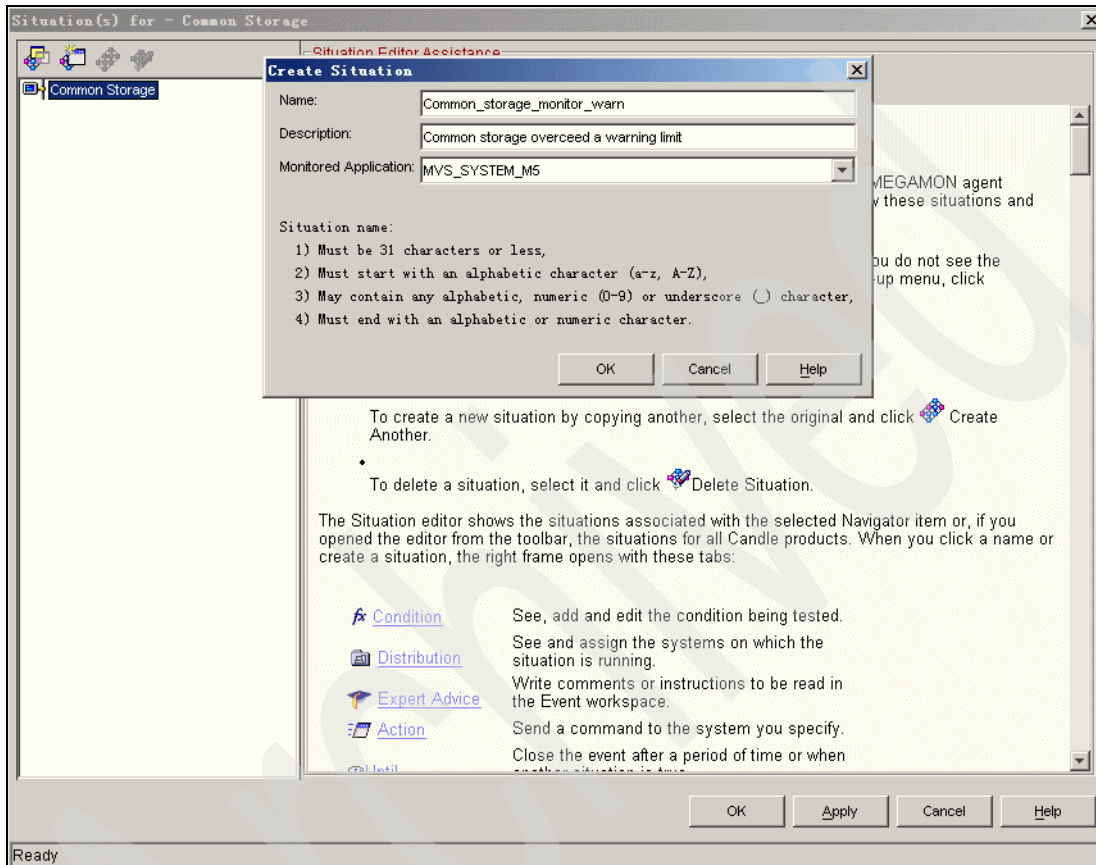 Situation(s) for - Common Storage
Common Storage
Situation Editor Assistance
Create Situation
Name:
Common_storage_monitor_warn
Description:
Common storage overceed a warning limit
Monitored Application:
MVS_SYSTEM_M5
Situation name:
1) Must be 31 characters or less,
2) Must start with an alphabetic character (a-z, A-Z),
3) May contain any alphabetic, numeric (0-9) or underscore (_) character,
4) Must end with an alphabetic or numeric character.
OK Cancel Help
MEGAMON agent
these situations and
ou do not see the
-up menu, click
To create a new situation by copying another, select the original and click Create
Another.
To delete a situation, select it and click Delete Situation.
The Situation editor shows the situations associated with the selected Navigator item or, if you
opened the editor from the toolbar, the situations for all Candle products. When you click a name or
create a situation, the right frame opens with these tabs:
fx Condition See, add and edit the condition being tested.
See and assign the systems on which the
Distribution situation is running.
Write comments or instructions to be read in
Expert Advice the Event workspace.
Action Send a command to the system you specify.
Close the event after a period of time or when
Until another situation is true
OK Apply Cancel Help
Ready
Archived